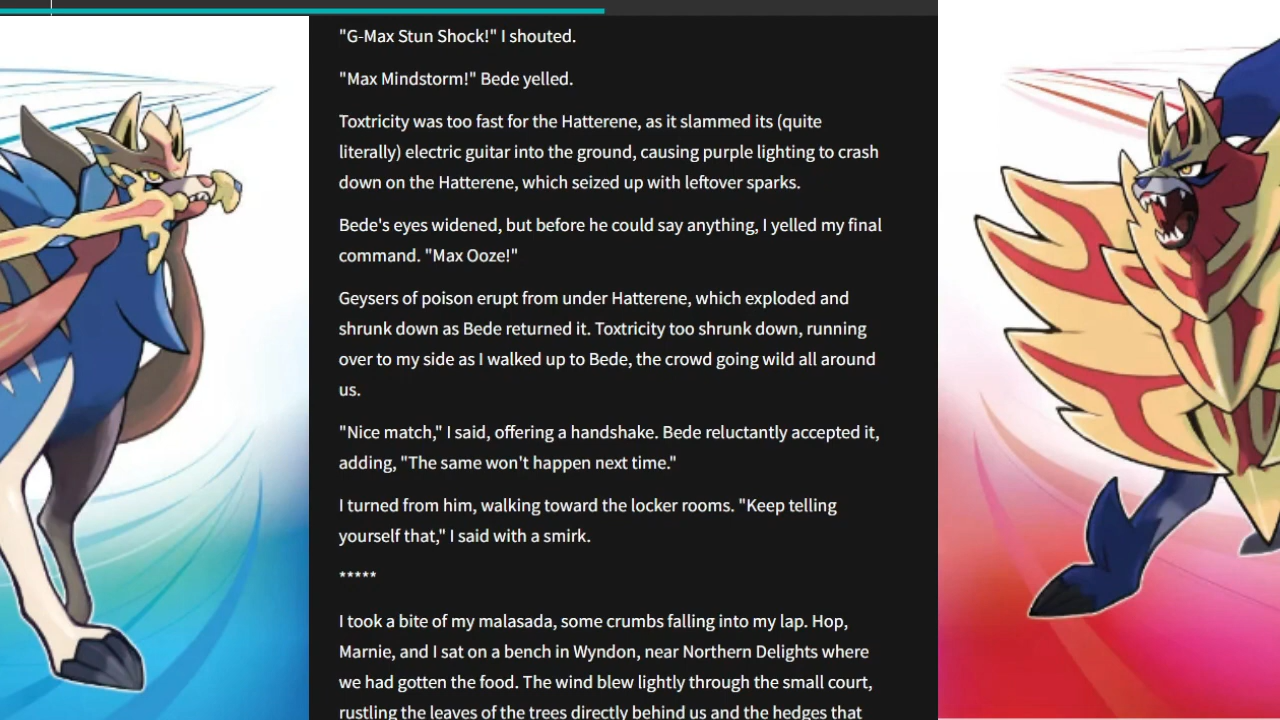 "G-Max Stun Shock!" I shouted.
"Max Mindstorm!" Bede yelled.
Toxtricity was too fast for the Hatterene, as it slammed its (quite
literally) electric guitar into the ground, causing purple lighting to crash
down on the Hatterene, which seized up with leftover sparks.
Bede's eyes widened, but before he could say anything, I yelled my final
command. "Max Ooze!"
Geysers of poison erupt from under Hatterene, which exploded and
shrunk down as Bede returned it. Toxtricity too shrunk down, running
over to my side as I walked up to Bede, the crowd going wild all around
us.
"Nice match," I said, offering a handshake. Bede reluctantly accepted it,
adding, "The same won't happen next time."
I turned from him, walking toward the locker rooms. "Keep telling
yourself that," I said with a smirk.
*****
I took a bite of my malasada, some crumbs falling into my lap. Hop,
Marnie, and I sat on a bench in Wyndon, near Northern Delights where
we had gotten the food. The wind blew lightly through the small court,
rustling the leaves of the trees directly behind us and the hedges that